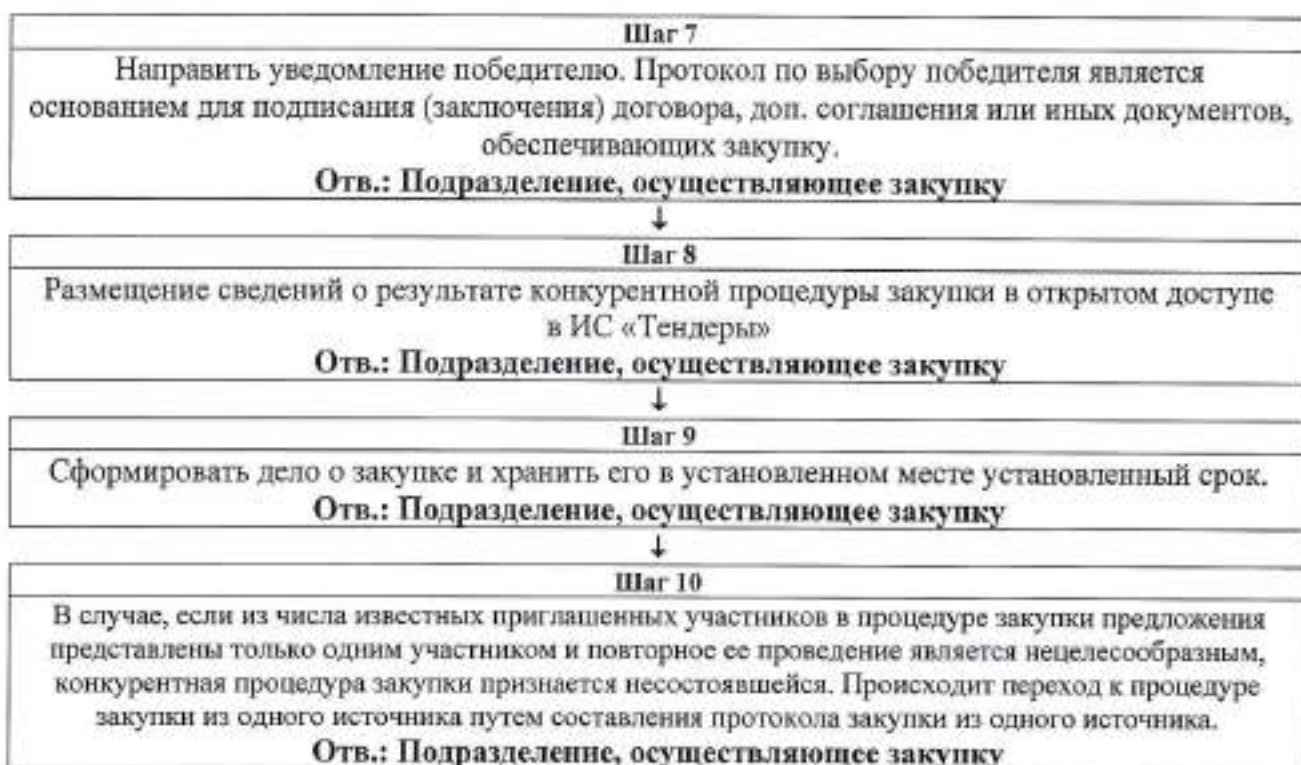 Шаг 7
Направить уведомление победителю. Протокол по выбору победителя является
основанием для подписания (заключения) договора, доп. соглашения или иных документов,
обеспечивающих закупку.
Отв.: Подразделение, осуществляющее закупку
↓
Шаг 8
Размещение сведений о результате конкурентной процедуры закупки в открытом доступе
в ИС «Тендеры»
Отв.: Подразделение, осуществляющее закупку
↓
Шаг 9
Сформировать дело о закупке и хранить его в установленном месте установленный срок.
Отв.: Подразделение, осуществляющее закупку
↓
Шаг 10
В случае, если из числа известных приглашенных участников в процедуре закупки предложения
представлены только одним участником и повторное ее проведение является нецелесообразным,
конкурентная процедура закупки признается несостоявшейся. Происходит переход к процедуре
закупки из одного источника путем составления протокола закупки из одного источника.
Отв.: Подразделение, осуществляющее закупку